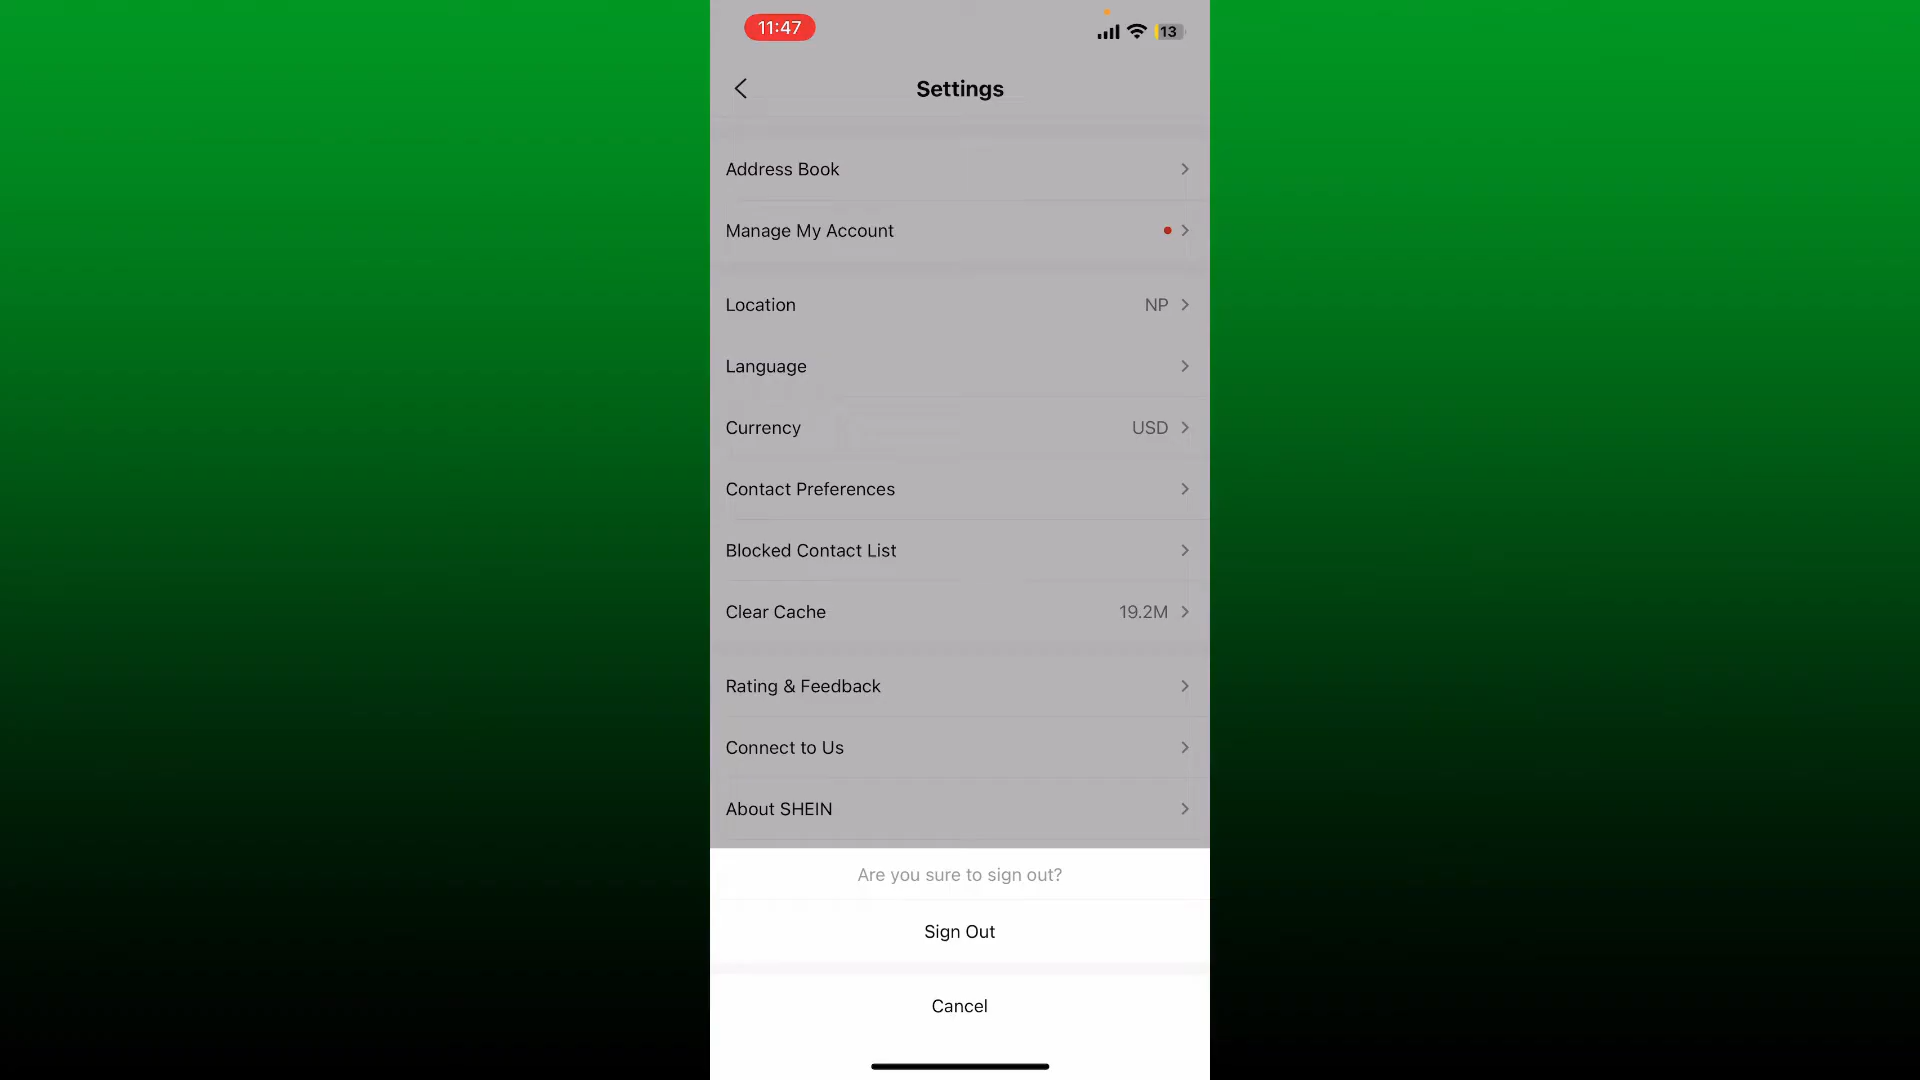 11:47
13
Settings
Address Book
Manage My Account
Location NP
Language
Currency USD
Contact Preferences
Blocked Contact List
Clear Cache 19.2M
Rating & Feedback
Connect to Us
About SHEIN
Are you sure to sign out?
Sign Out
Cancel